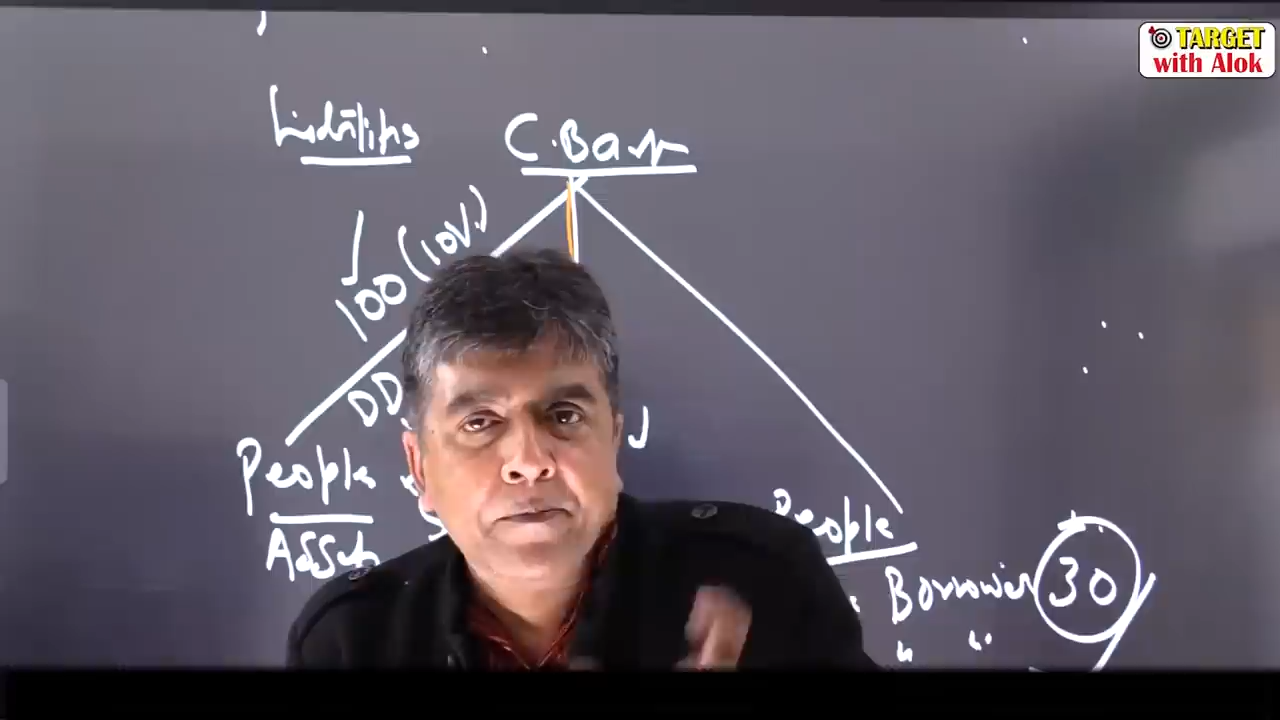 TARGET
with Alok
Liabilities
C.Bank
100 (10%)
DD
People
Assets
People
Borrower 30
" "